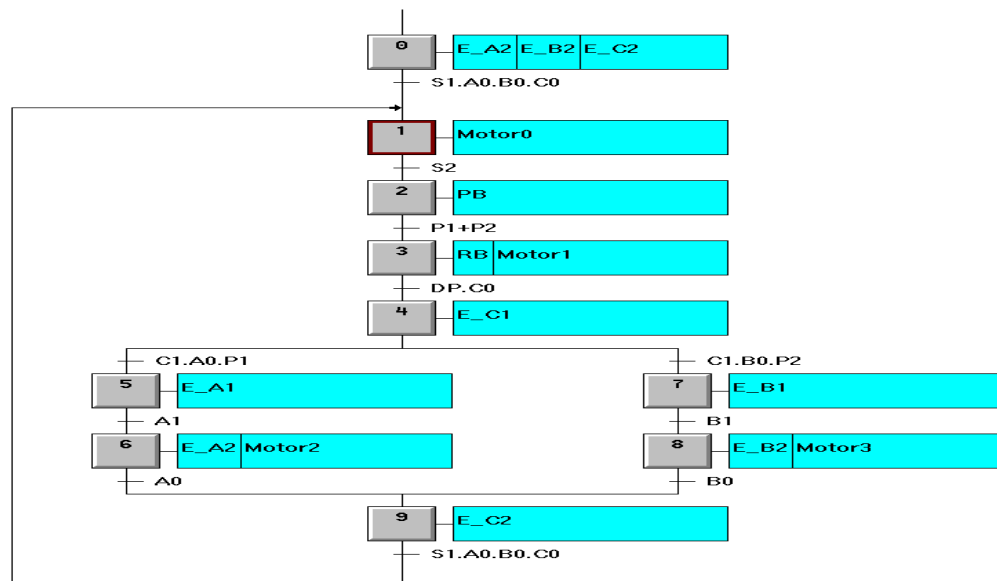 0 E_A2 E_B2 E_C2
S1.A0.B0.C0
1 Motor0
S2
2 PB
P1+P2
3 RB Motor1
DP.C0
4 E_C1
C1.A0.P1 C1.B0.P2
5 E_A1 7 E_B1
A1 B1
6 E_A2 Motor2 8 E_B2 Motor3
A0 B0
9 E_C2
S1.A0.B0.C0